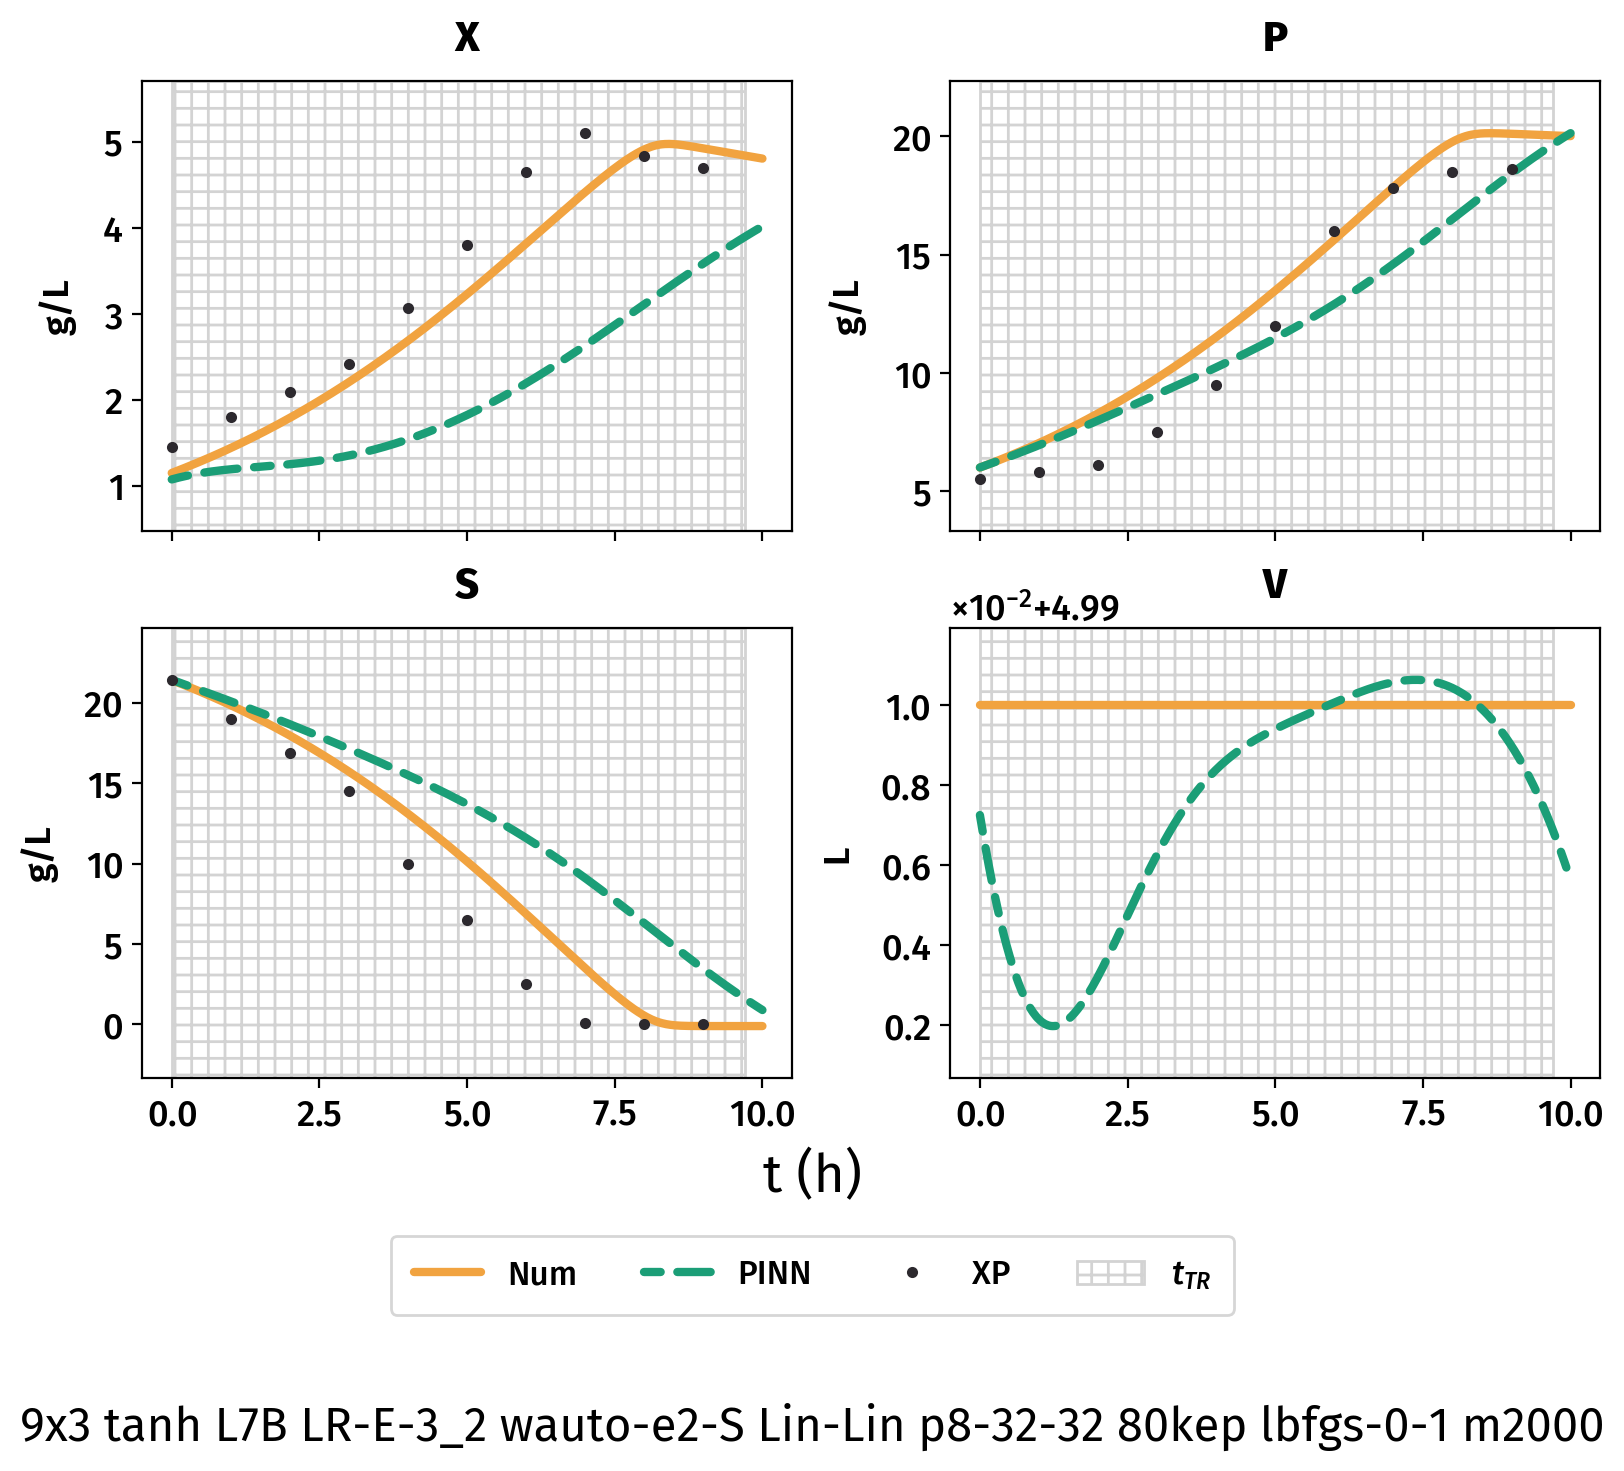 X
P
g/L
5
4
3
2
1
g/L
20
15
10
5
S
V
×10⁻²+4.99
g/L
20
15
10
5
0
L
1.0
0.8
0.6
0.4
0.2
0.0 2.5 5.0 7.5 10.0
0.0 2.5 5.0 7.5 10.0
t (h)
Num PINN XP t_TR
9x3 tanh L7B LR-E-3_2 wauto-e2-S Lin-Lin p8-32-32 80kep lbfgs-0-1 m2000